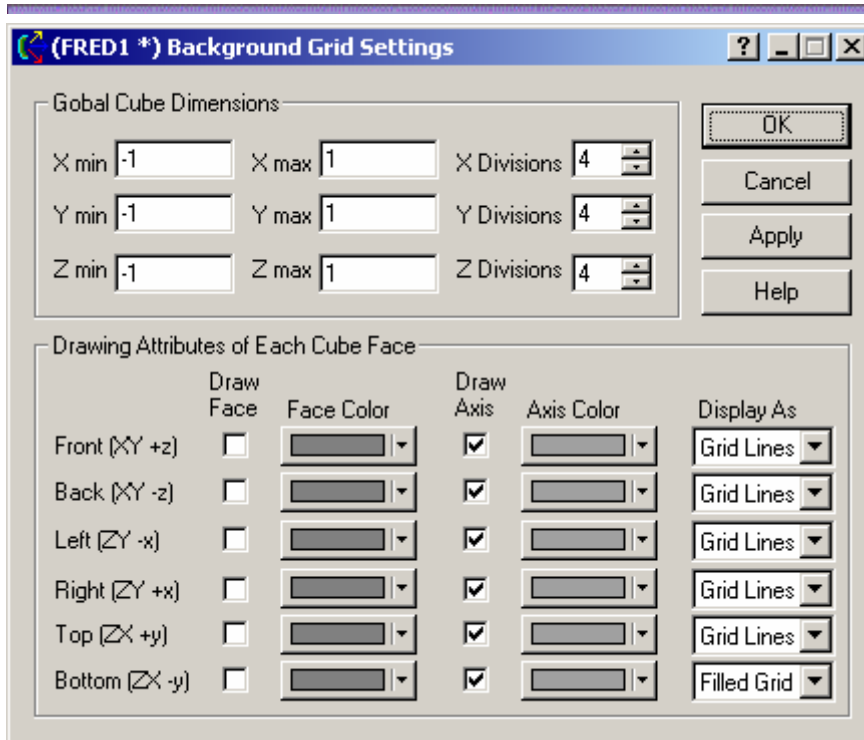 (FRED1 *) Background Grid Settings
Gobal Cube Dimensions
X min -1 X max 1 X Divisions 4
Y min -1 Y max 1 Y Divisions 4
Z min -1 Z max 1 Z Divisions 4
OK
Cancel
Apply
Help
Drawing Attributes of Each Cube Face
Draw Face Face Color Draw Axis Axis Color Display As
Front (XY +z) Grid Lines
Back (XY -z) Grid Lines
Left (ZY -x) Grid Lines
Right (ZY +x) Grid Lines
Top (ZX +y) Grid Lines
Bottom (ZX -y) Filled Grid